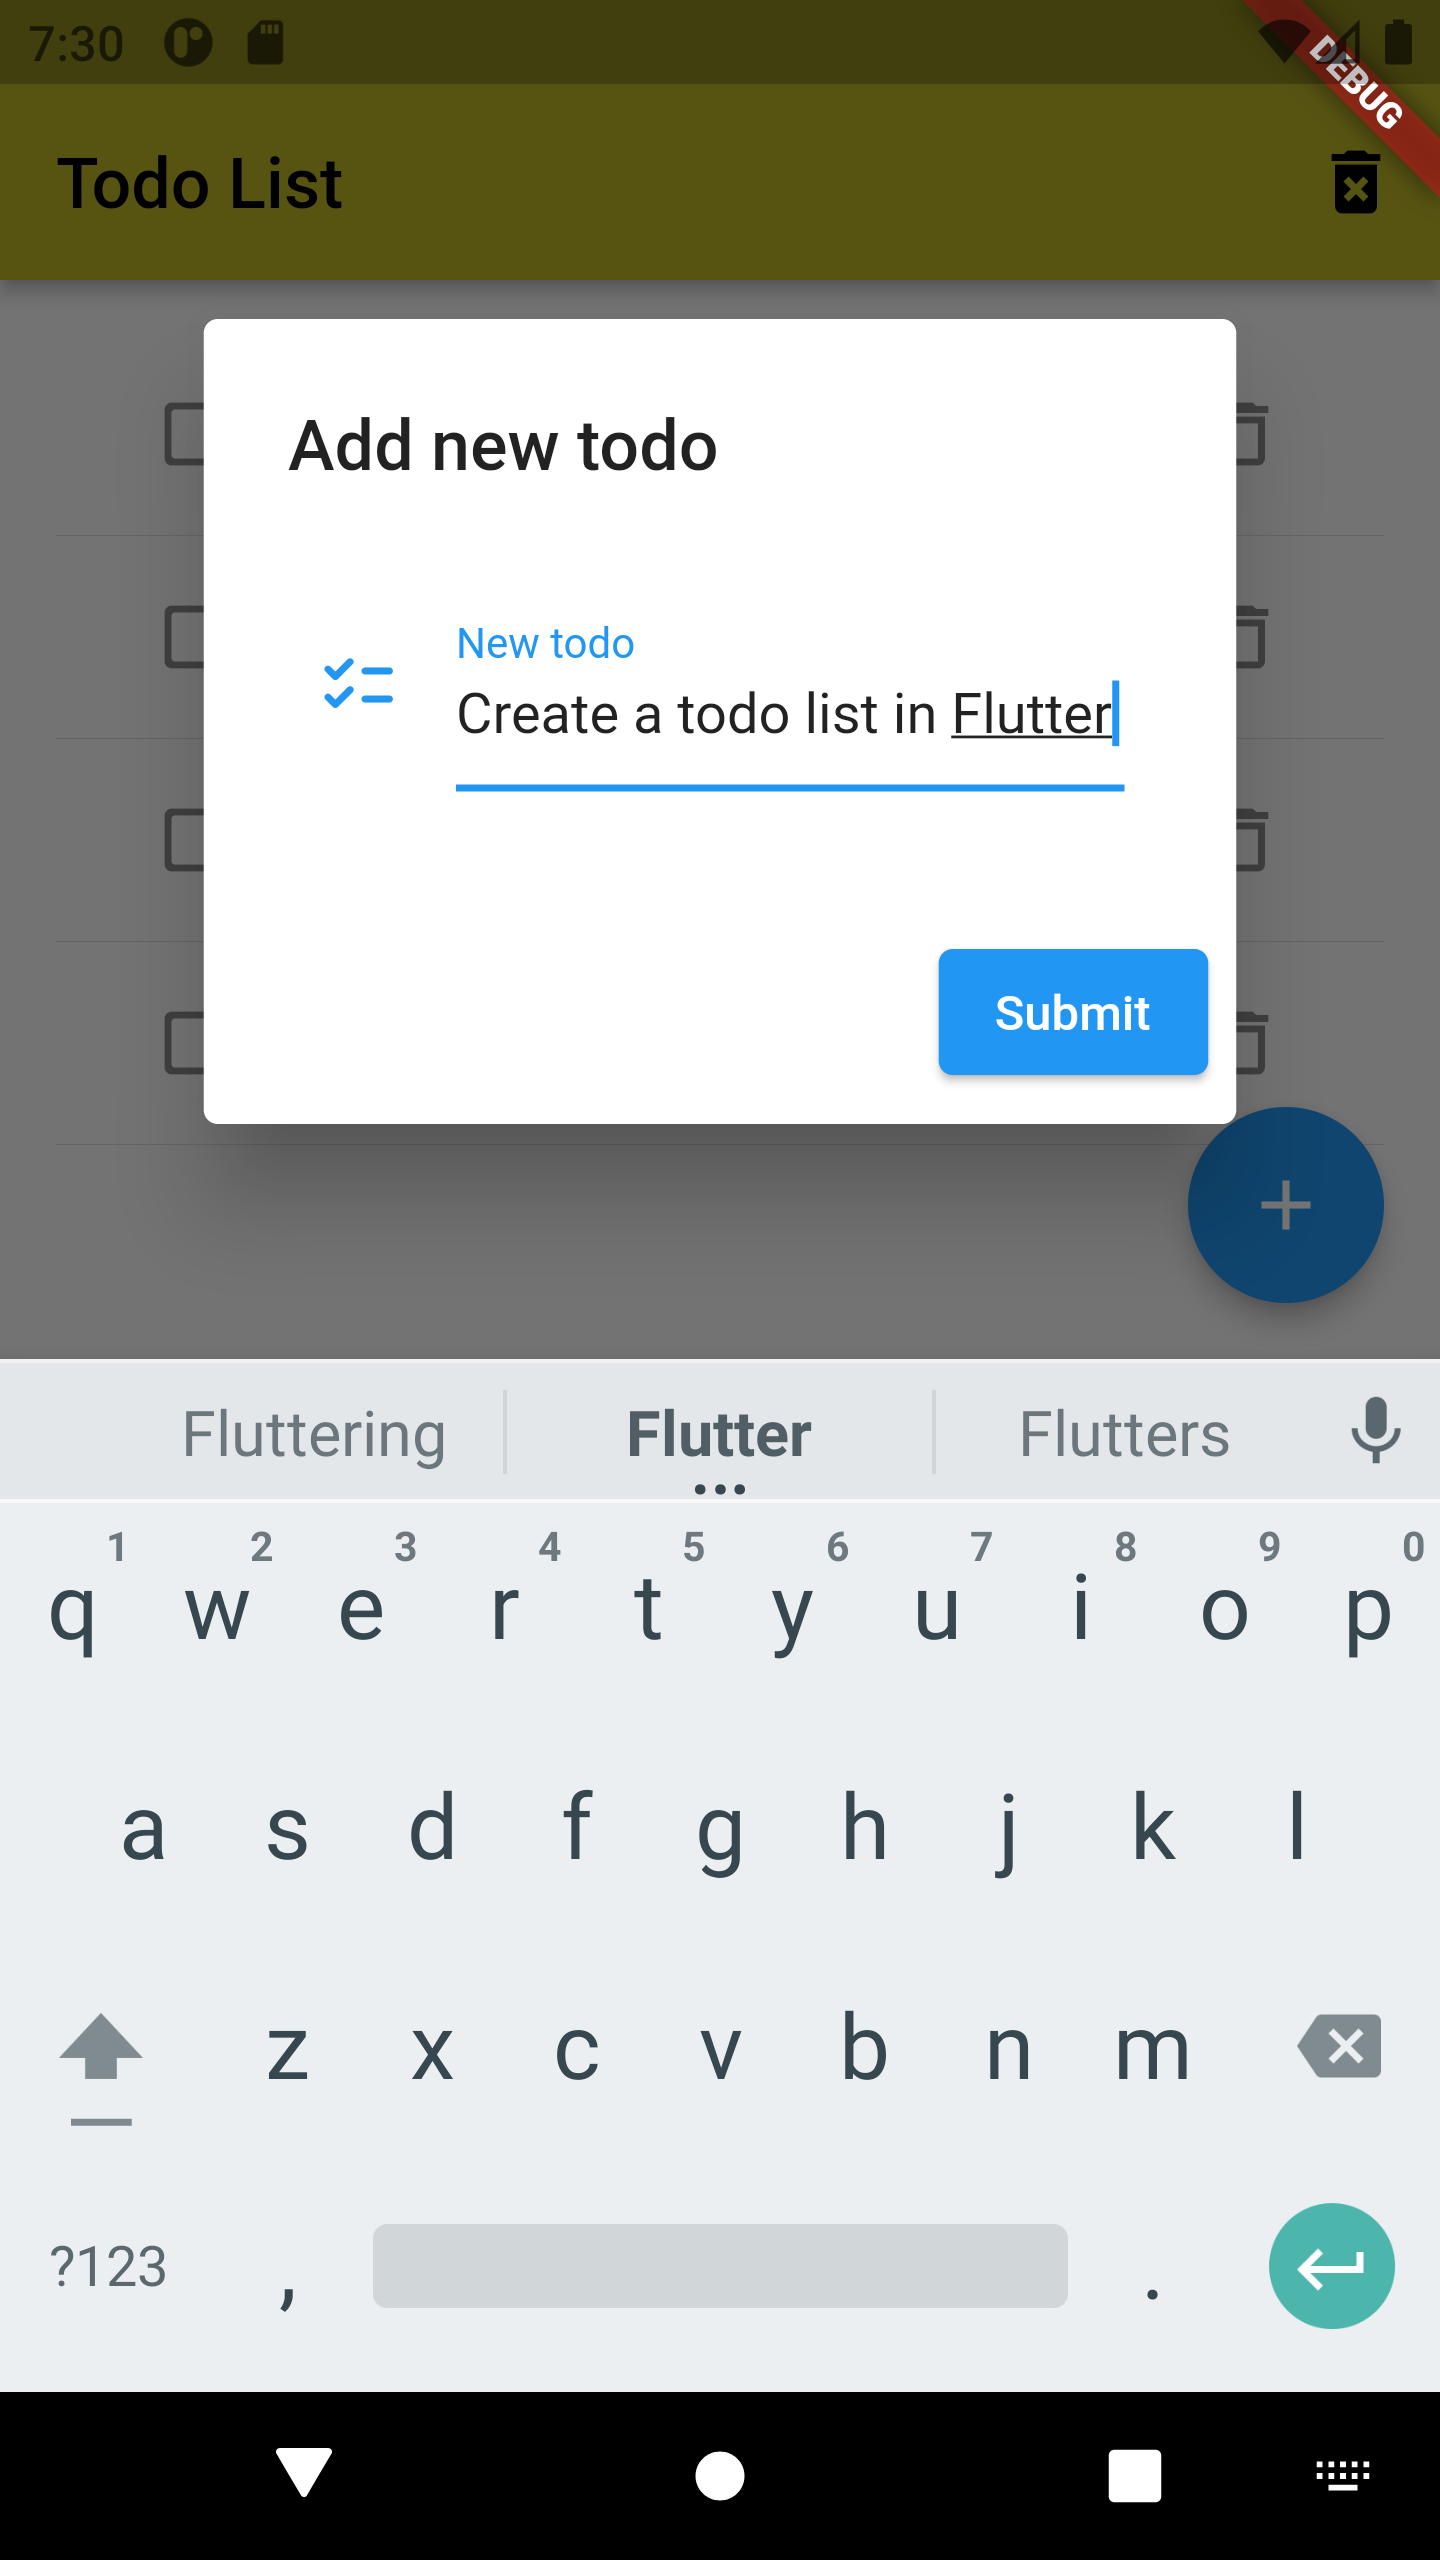 7:30
DEBUG
Todo List
Add new todo
New todo
Create a todo list in Flutter
Submit
Fluttering Flutter Flutters
1 2 3 4 5 6 7 8 9 0
q w e r t y u i o p
a s d f g h j k l
z x c v b n m
?123 , .